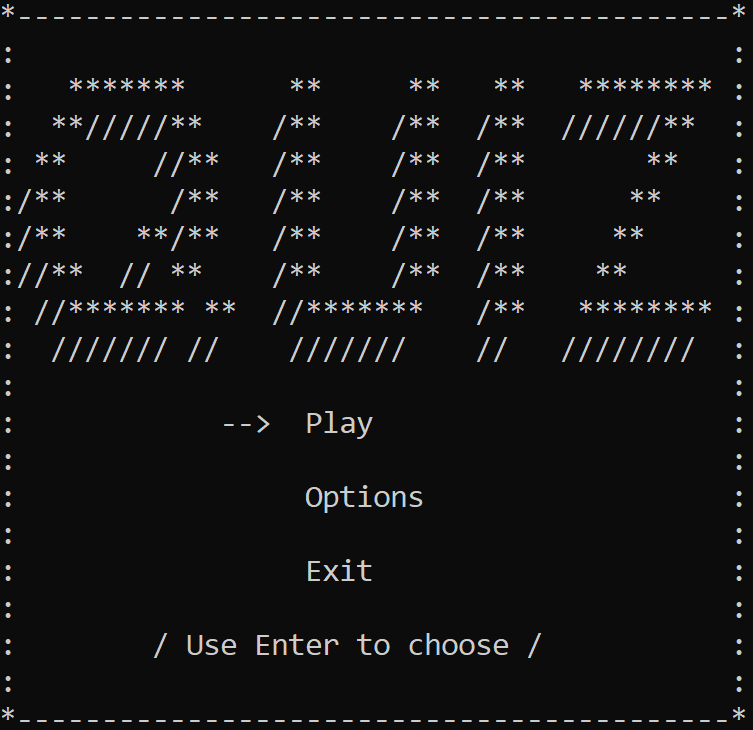 QUIZ
--> Play
Options
Exit
/ Use Enter to choose /